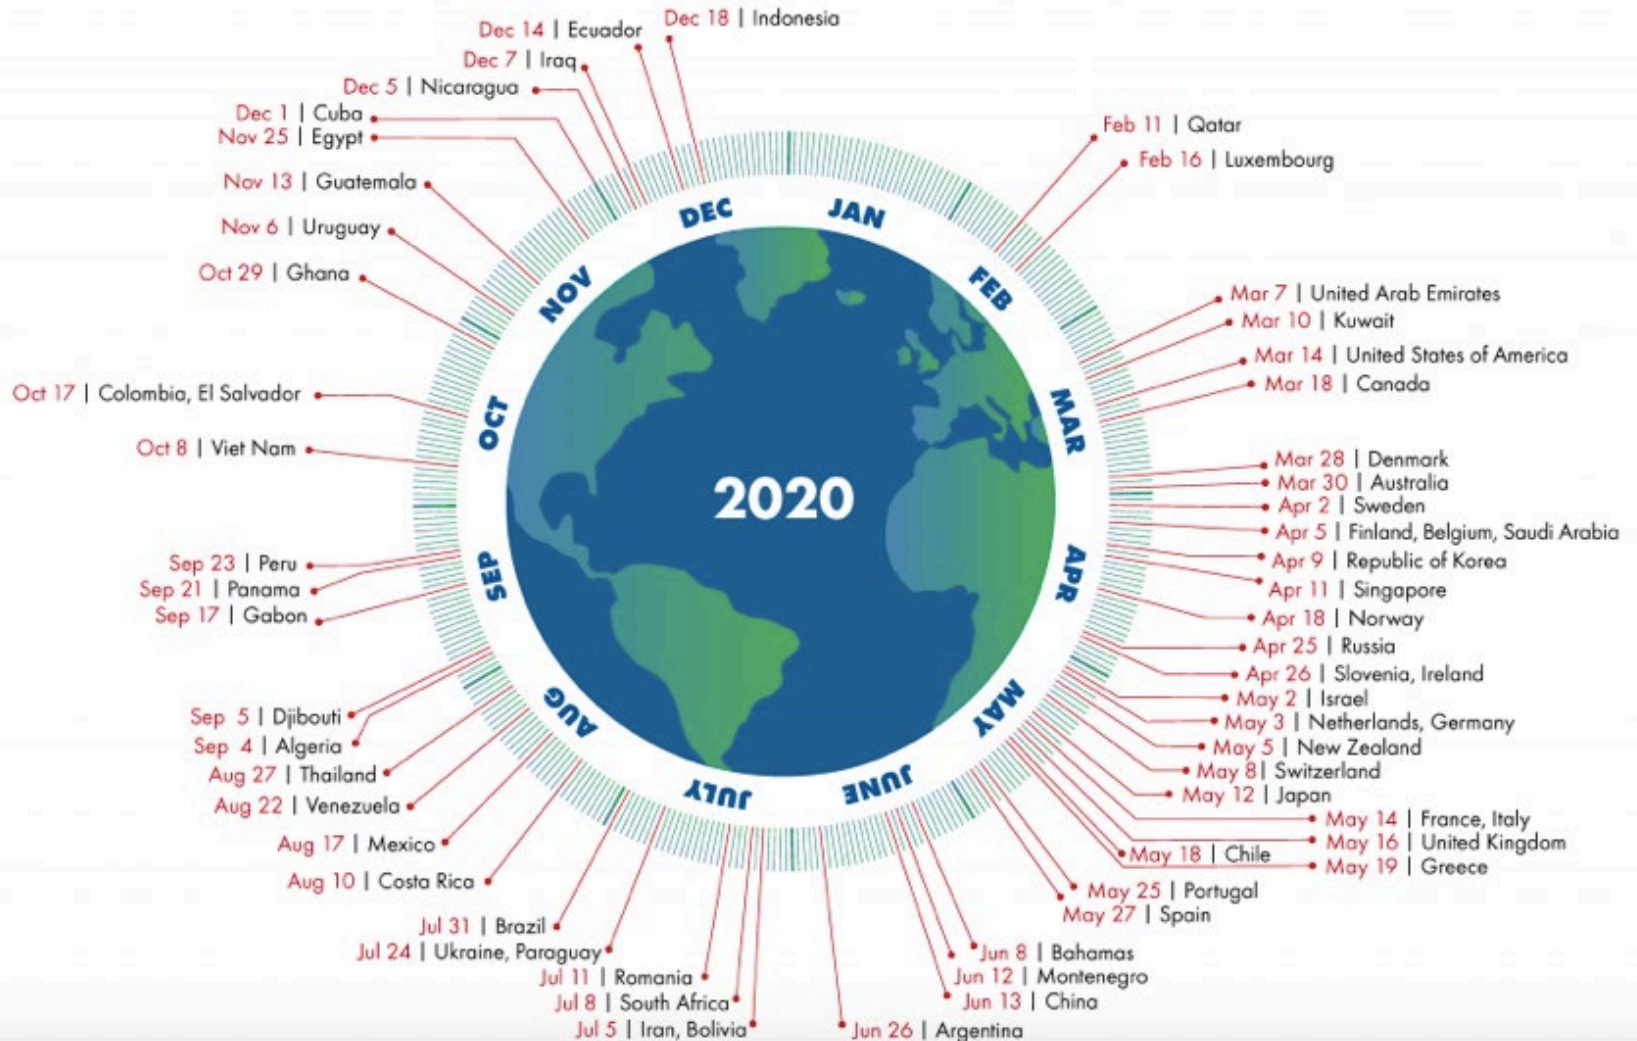 Dec 18 | Indonesia
Dec 14 | Ecuador
Dec 7 | Iraq
Dec 5 | Nicaragua
Dec 1 | Cuba
Nov 25 | Egypt
Nov 13 | Guatemala
Nov 6 | Uruguay
Oct 29 | Ghana
Oct 17 | Colombia, El Salvador
Oct 8 | Viet Nam
Sep 23 | Peru
Sep 21 | Panama
Sep 17 | Gabon
Sep 5 | Djibouti
Sep 4 | Algeria
Aug 27 | Thailand
Aug 22 | Venezuela
Aug 17 | Mexico
Aug 10 | Costa Rica
Jul 31 | Brazil
Jul 24 | Ukraine, Paraguay
Jul 11 | Romania
Jul 8 | South Africa
Jul 5 | Iran, Bolivia
DEC
JAN
FEB
MAR
APR
MAY
JUNE
JULY
AUG
SEP
OCT
NOV
2020
Feb 11 | Qatar
Feb 16 | Luxembourg
Mar 7 | United Arab Emirates
Mar 10 | Kuwait
Mar 14 | United States of America
Mar 18 | Canada
Mar 28 | Denmark
Mar 30 | Australia
Apr 2 | Sweden
Apr 5 | Finland, Belgium, Saudi Arabia
Apr 9 | Republic of Korea
Apr 11 | Singapore
Apr 18 | Norway
Apr 25 | Russia
Apr 26 | Slovenia, Ireland
May 2 | Israel
May 3 | Netherlands, Germany
May 5 | New Zealand
May 8| Switzerland
May 12 | Japan
May 14 | France, Italy
May 16 | United Kingdom
May 18 | Chile
May 19 | Greece
May 25 | Portugal
May 27 | Spain
Jun 8 | Bahamas
Jun 12 | Montenegro
Jun 13 | China
Jun 26 | Argentina